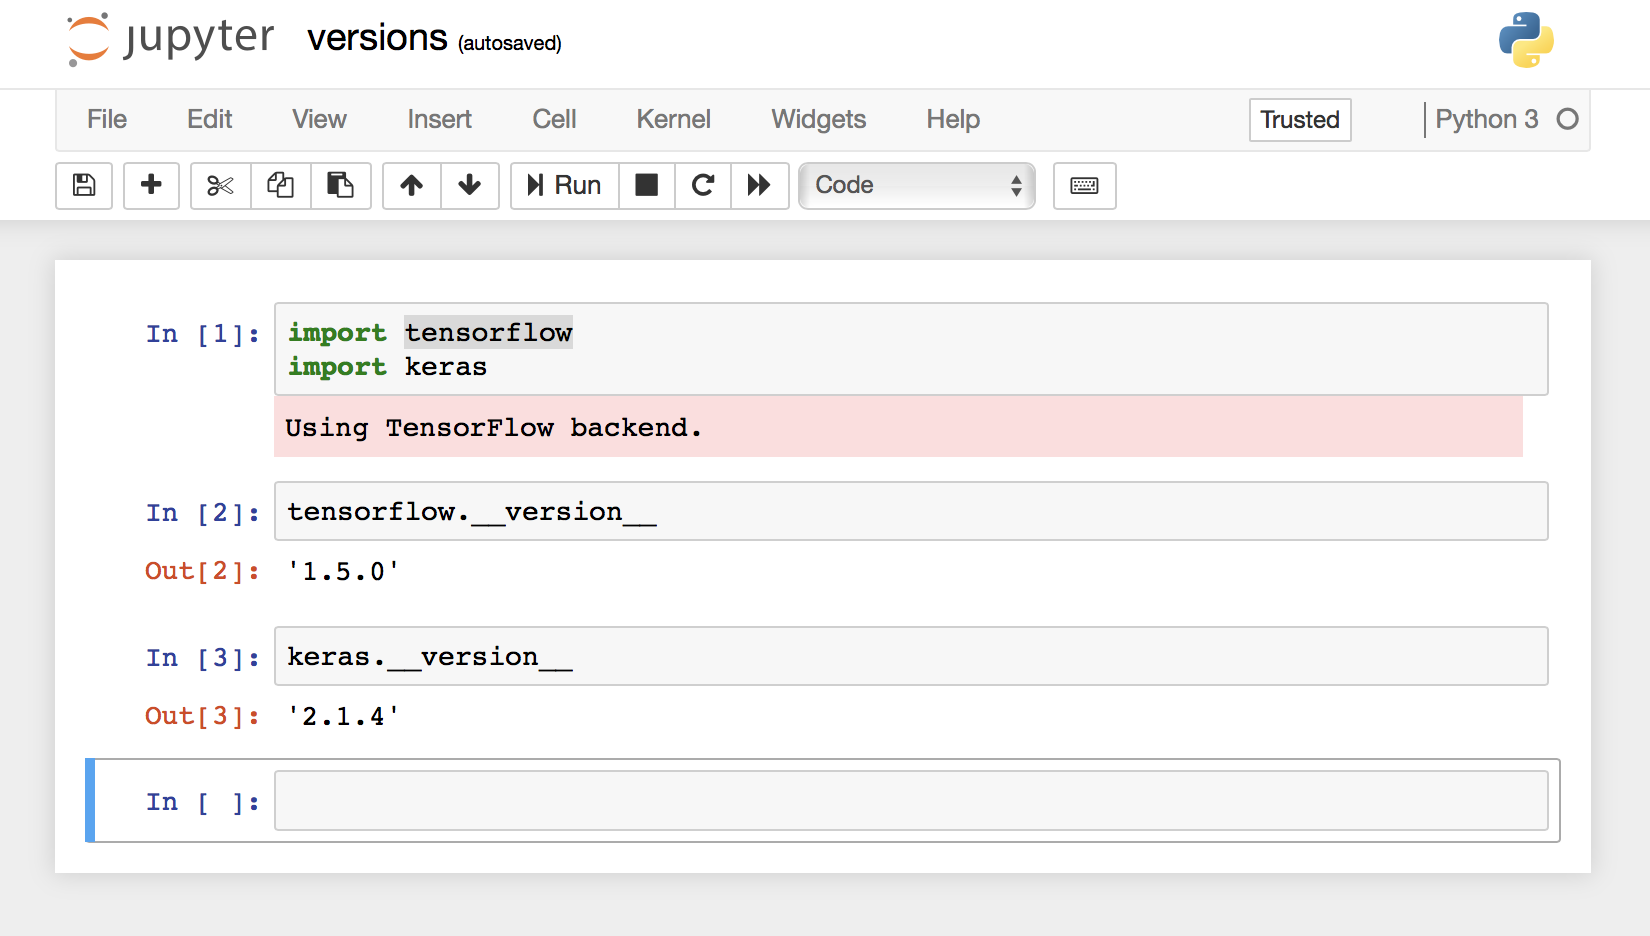 jupyter versions (autosaved)
File Edit View Insert Cell Kernel Widgets Help Trusted Python 3
Run Code
In [1]: import tensorflow
import keras
Using TensorFlow backend.
In [2]: tensorflow.__version__
Out[2]: '1.5.0'
In [3]: keras.__version__
Out[3]: '2.1.4'
In [ ]: